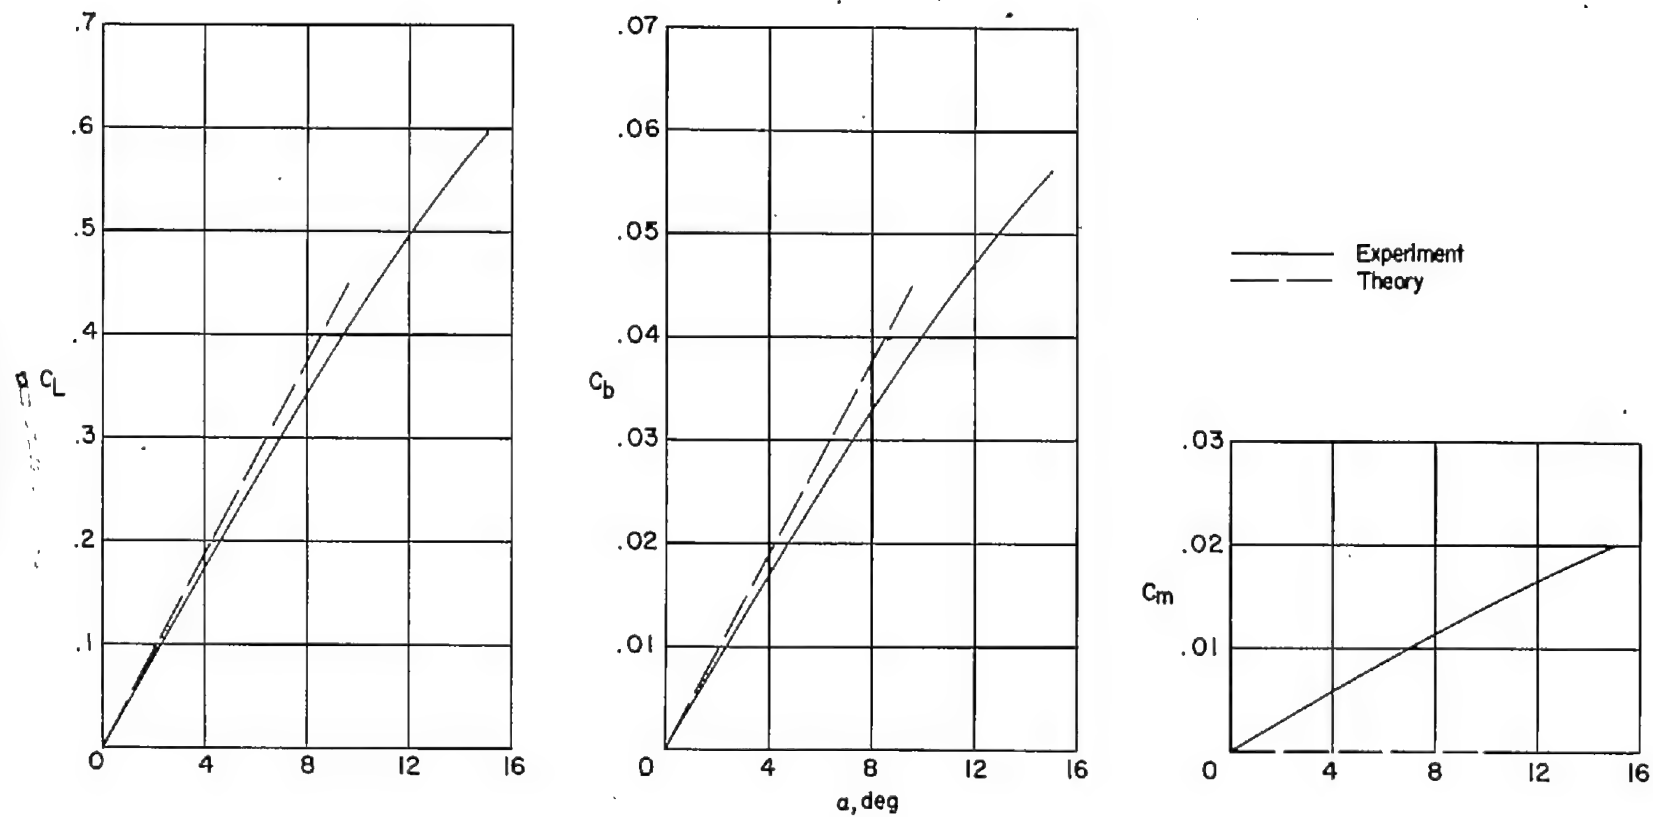 .7
.6
.5
.4
C_L
.3
.2
.1
0 4 8 12 16
.07
.06
.05
.04
C_b
.03
.02
.01
0 4 8 12 16
α, deg
Experiment
Theory
.03
.02
C_m
.01
0 4 8 12 16